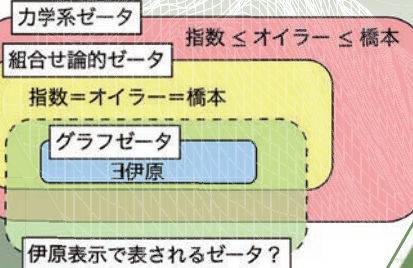 力学系ゼータ
指数 ≤ オイラー ≤ 橋本
組合せ論的ゼータ
指数＝オイラー＝橋本
グラフゼータ
∃伊原
伊原表示で表されるゼータ？